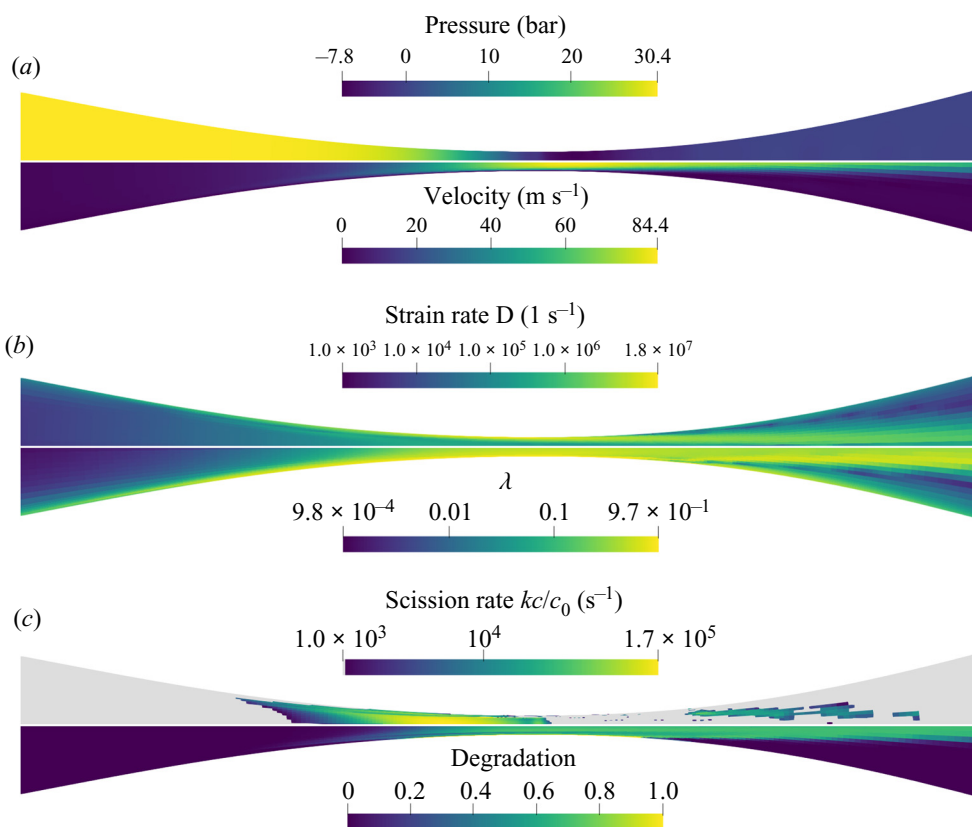 Pressure (bar)
−7.8 0 10 20 30.4
(a)
Velocity (m s⁻¹)
0 20 40 60 84.4
Strain rate D (1 s⁻¹)
(b)
1.0 × 10³ 1.0 × 10⁴ 1.0 × 10⁵ 1.0 × 10⁶ 1.8 × 10⁷
λ
9.8 × 10⁻⁴ 0.01 0.1 9.7 × 10⁻¹
Scission rate kc/c₀ (s⁻¹)
(c)
1.0 × 10³ 10⁴ 1.7 × 10⁵
Degradation
0 0.2 0.4 0.6 0.8 1.0